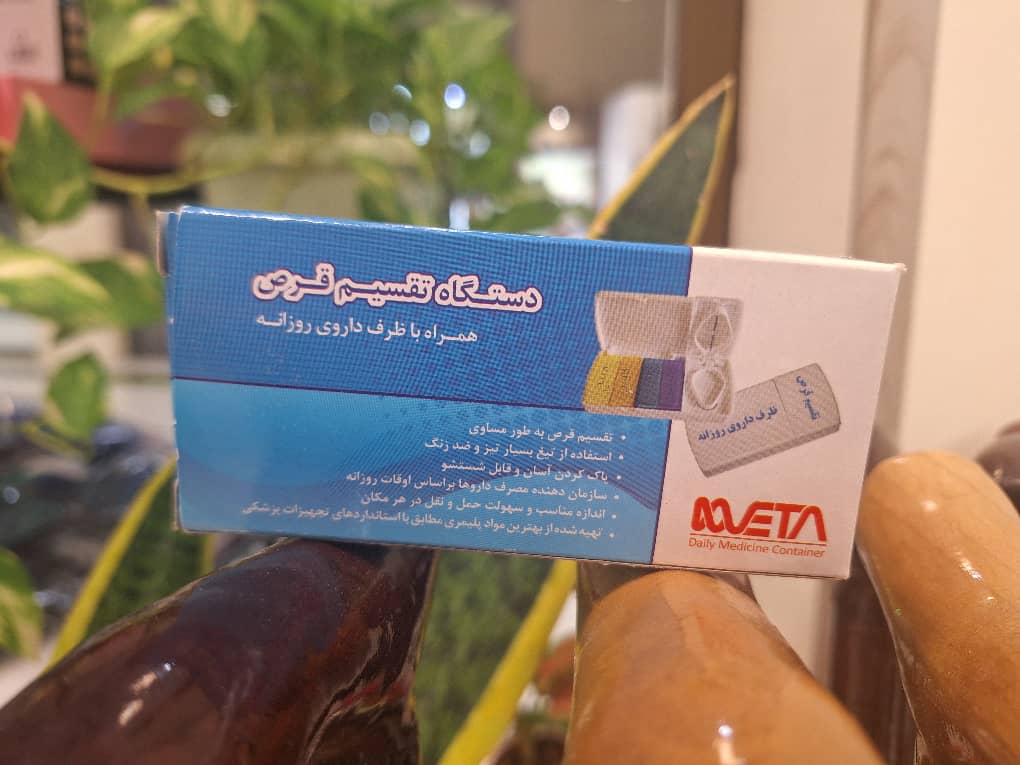 دستگاه تقسیم قرص
همراه با ظرف داروی روزانه
• تقسیم قرص به طور مساوی
• استفاده از تیغ بسیار تیز و ضد زنگ
• پاک کردن آسان و قابل شستشو
• سازمان دهنده مصرف داروها براساس اوقات روزانه
• اندازه مناسب و سهولت حمل و نقل در هر مکان
• تهیه شده از بهترین مواد پلیمری مطابق با استانداردهای تجهیزات پزشکی
تقسیم قرص
ظرف داروی روزانه
META
Daily Medicine Container